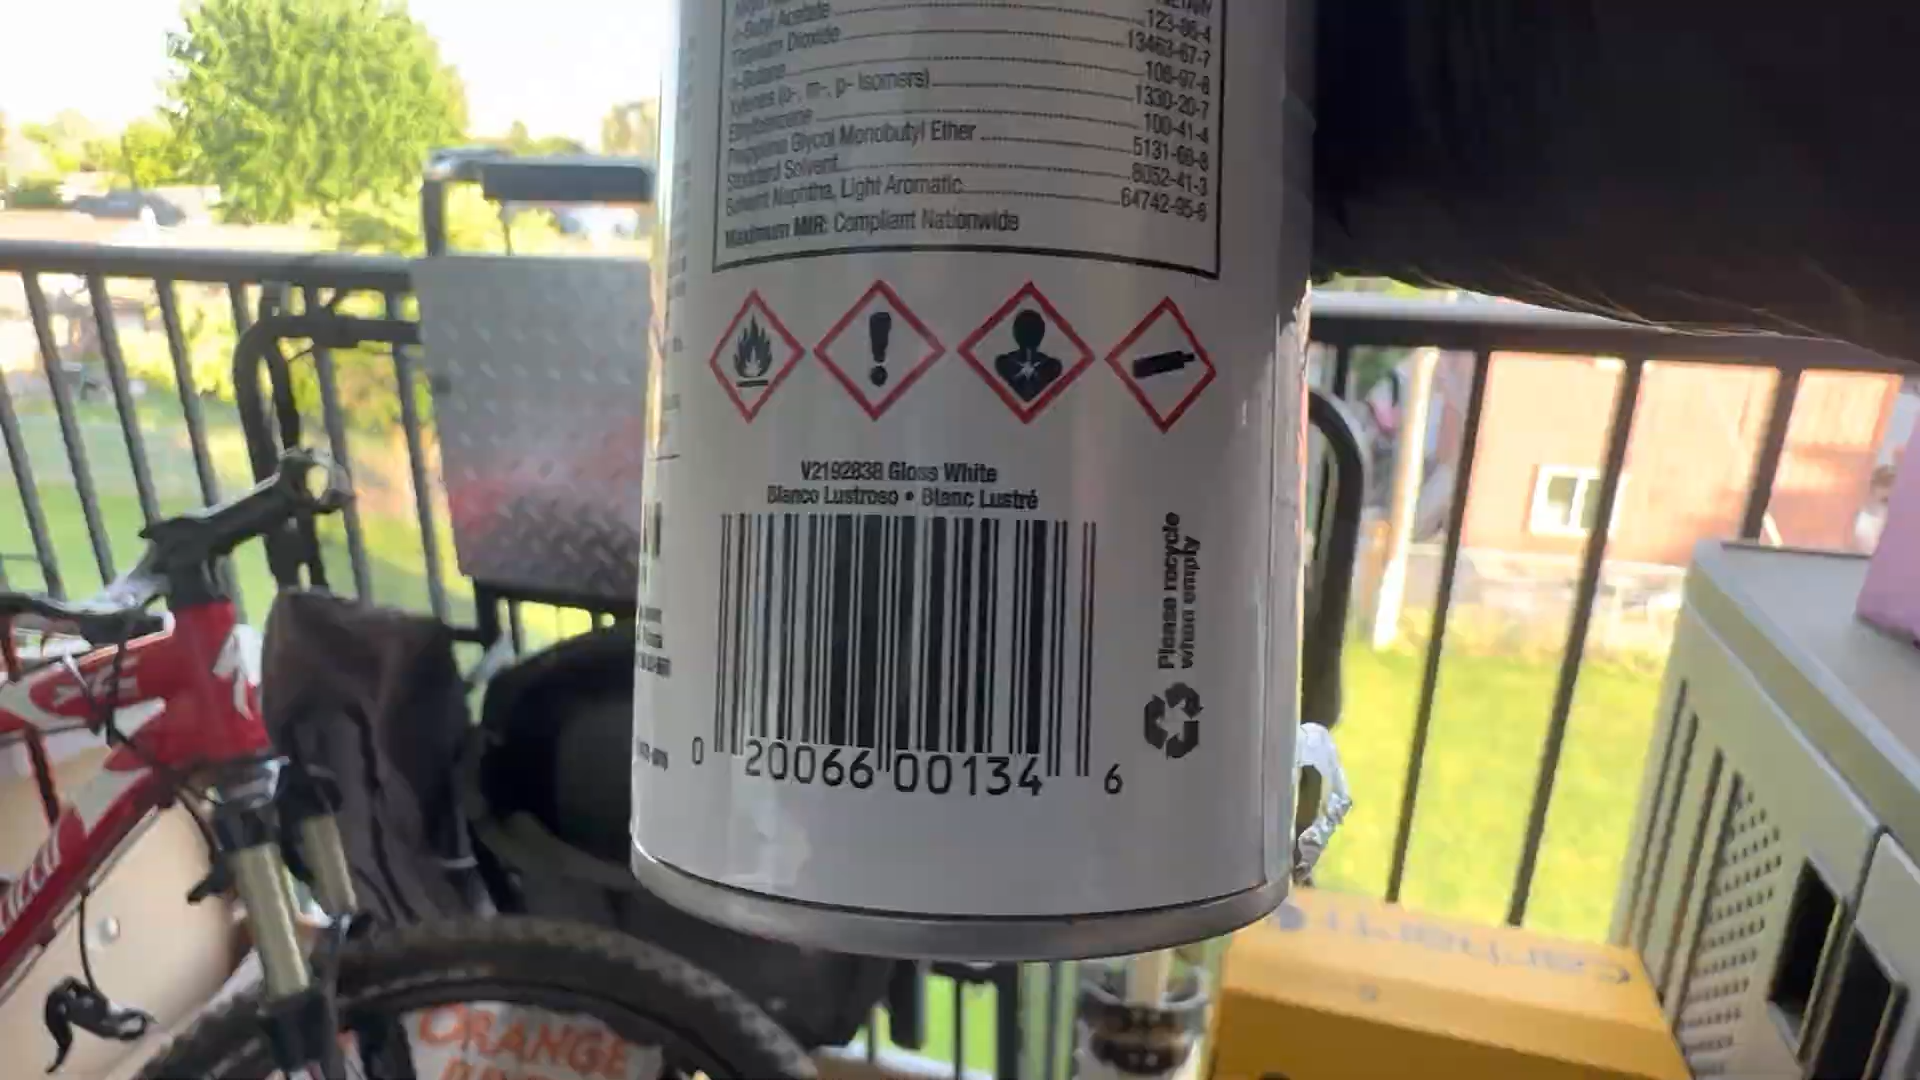 n-Butyl Acetate 123-86-4
Titanium Dioxide 13463-67-7
n-Butane 106-97-8
Xylenes (o-, m-, p- Isomers) 1330-20-7
Ethylbenzene 100-41-4
Propylene Glycol Monobutyl Ether 5131-66-8
Stoddard Solvent 8052-41-3
Solvent Naphtha, Light Aromatic 64742-95-6
Maximum MIR: Compliant Nationwide
V2192838 Gloss White
Blanco Lustroso • Blanc Lustré
Please recycle
when empty
0 20066 00134 6
ORANGE